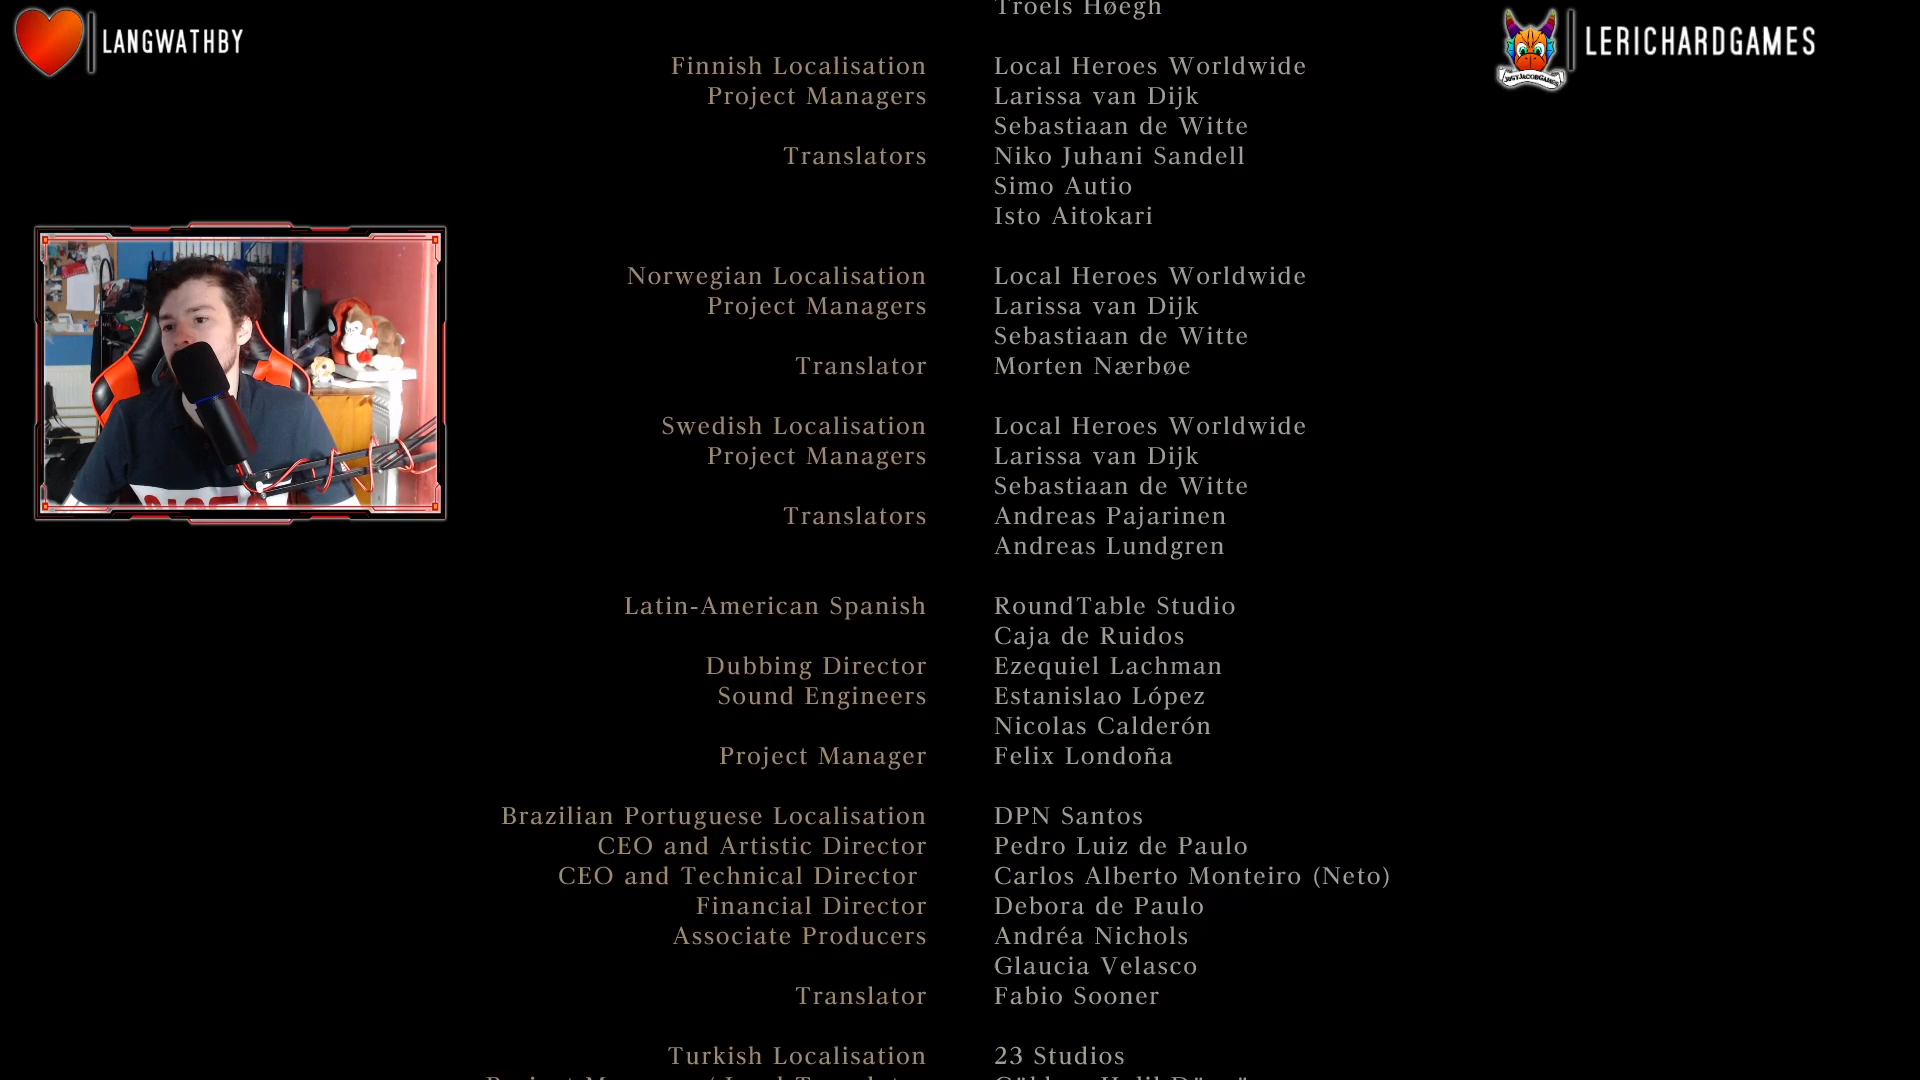 LANGWATHBY
LERICHARDGAMES
Troels Høegh
Finnish Localisation Local Heroes Worldwide
Project Managers Larissa van Dijk
Sebastiaan de Witte
Translators Niko Juhani Sandell
Simo Autio
Isto Aitokari
Norwegian Localisation Local Heroes Worldwide
Project Managers Larissa van Dijk
Sebastiaan de Witte
Translator Morten Nærbøe
Swedish Localisation Local Heroes Worldwide
Project Managers Larissa van Dijk
Sebastiaan de Witte
Translators Andreas Pajarinen
Andreas Lundgren
Latin-American Spanish RoundTable Studio
Caja de Ruidos
Dubbing Director Ezequiel Lachman
Sound Engineers Estanislao López
Nicolas Calderón
Project Manager Felix Londoña
Brazilian Portuguese Localisation DPN Santos
CEO and Artistic Director Pedro Luiz de Paulo
CEO and Technical Director Carlos Alberto Monteiro (Neto)
Financial Director Debora de Paulo
Associate Producers Andréa Nichols
Glaucia Velasco
Translator Fabio Sooner
Turkish Localisation 23 Studios